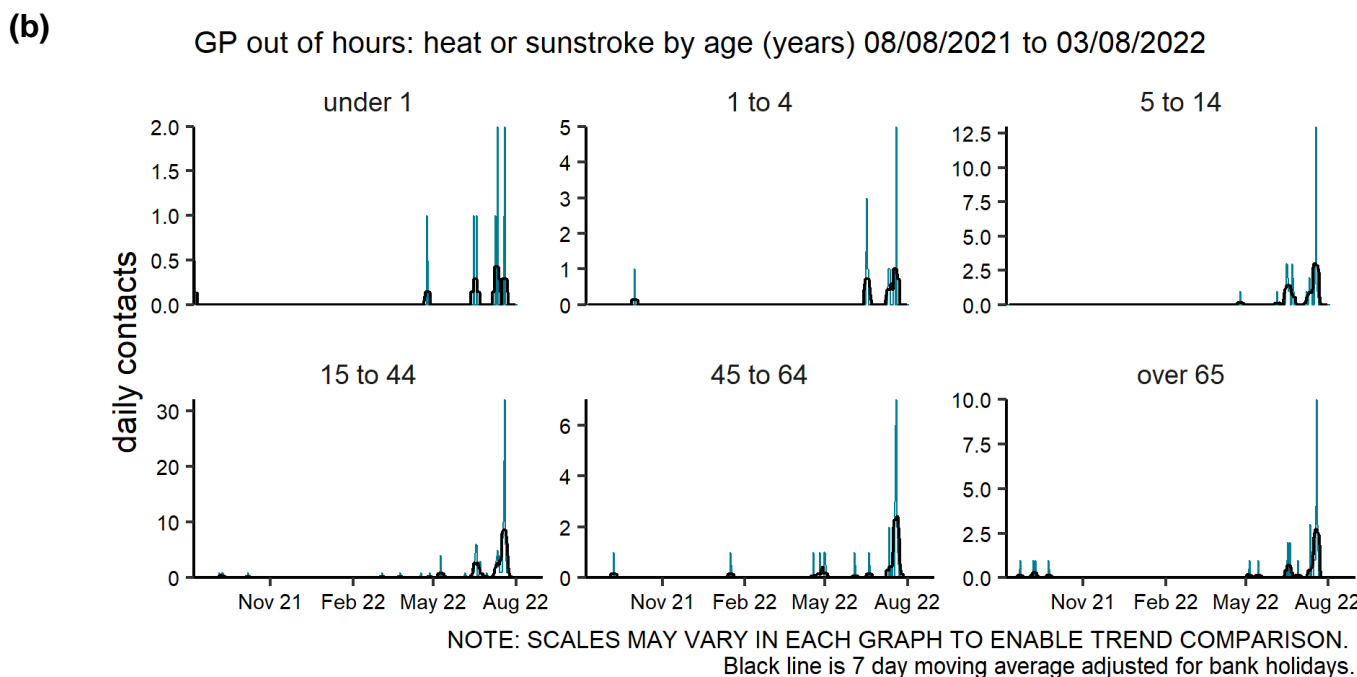 (b)
GP out of hours: heat or sunstroke by age (years) 08/08/2021 to 03/08/2022
under 1
1 to 4
5 to 14
2.0
1.5
1.0
0.5
0.0
5
4
3
2
1
0
12.5
10.0
7.5
5.0
2.5
0.0
daily contacts
15 to 44
45 to 64
over 65
30
20
10
0
6
4
2
0
10.0
7.5
5.0
2.5
0.0
Nov 21 Feb 22 May 22 Aug 22
Nov 21 Feb 22 May 22 Aug 22
Nov 21 Feb 22 May 22 Aug 22
NOTE: SCALES MAY VARY IN EACH GRAPH TO ENABLE TREND COMPARISON.
Black line is 7 day moving average adjusted for bank holidays.